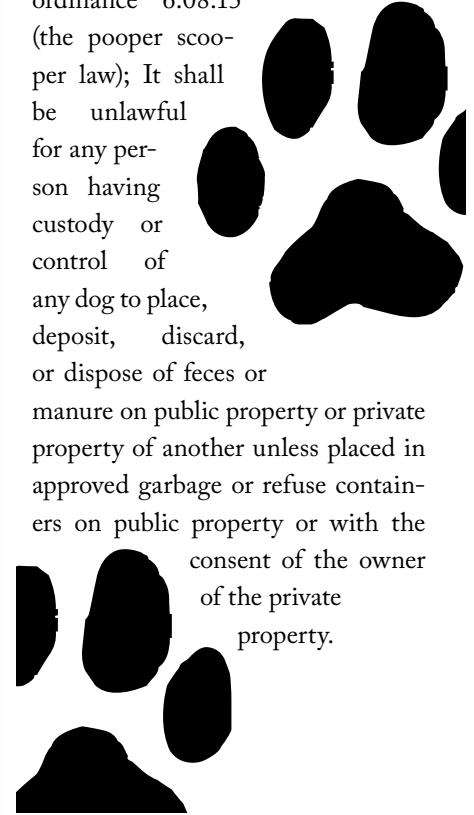 ordinance 6.08.15
(the pooper scoo-
per law); It shall
be unlawful
for any per-
son having
custody or
control of
any dog to place,
deposit, discard,
or dispose of feces or
manure on public property or private
property of another unless placed in
approved garbage or refuse contain-
ers on public property or with the
consent of the owner
of the private
property.